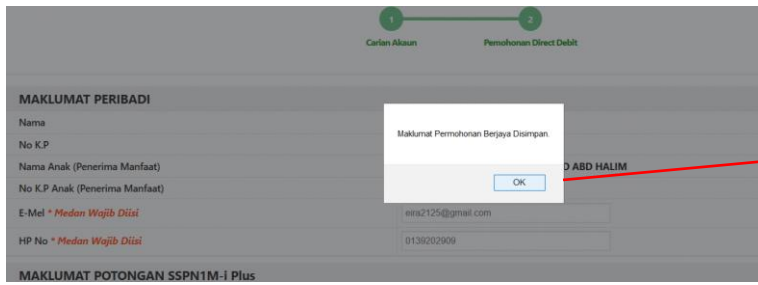 1 2
Carian Akaun Pemohonan Direct Debit
MAKLUMAT PERIBADI
Nama
No K.P
Maklumat Permohonan Berjaya Disimpan.
Nama Anak (Penerima Manfaat) ABD HALIM
OK
No K.P Anak (Penerima Manfaat)
E-Mel * Medan Wajib Diisi eira2125@gmail.com
HP No * Medan Wajib Diisi 0139202909
MAKLUMAT POTONGAN SSPN1M-i Plus